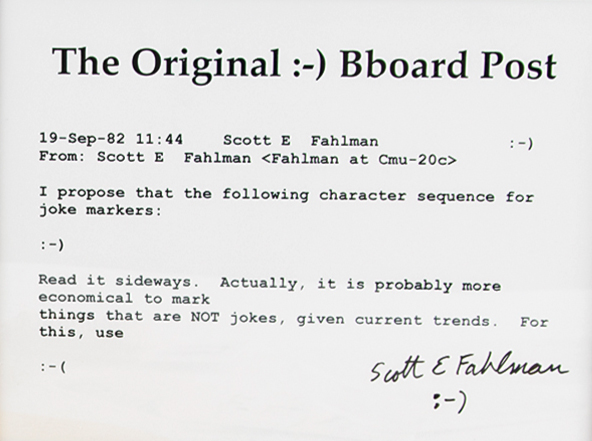 The Original :-) Bboard Post
19-Sep-82 11:44    Scott E  Fahlman             :-)
From: Scott E  Fahlman <Fahlman at Cmu-20c>
I propose that the following character sequence for
joke markers:
:-)
Read it sideways.  Actually, it is probably more
economical to mark
things that are NOT jokes, given current trends.  For
this, use
:-(
Scott E Fahlman
:-)